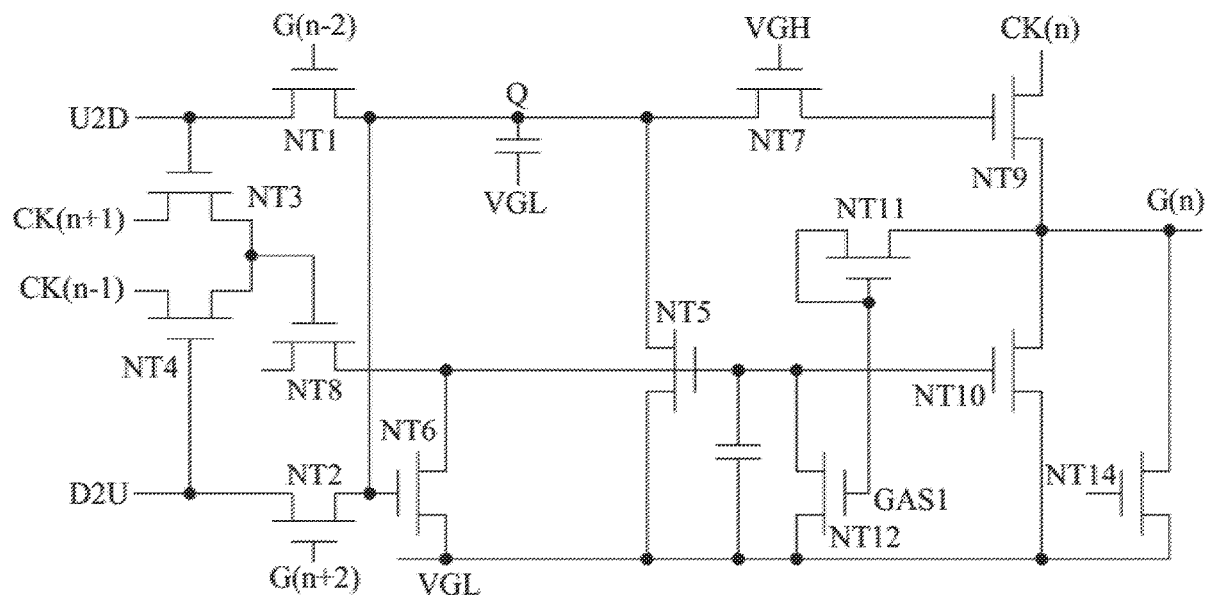 G(n-2)
VGH
CK(n)
U2D
NT1
Q
NT7
NT9
VGL
NT3
CK(n+1)
NT11
G(n)
CK(n-1)
NT5
NT4
NT8
NT10
NT6
D2U
NT2
NT14
GAS1
NT12
G(n+2)
VGL